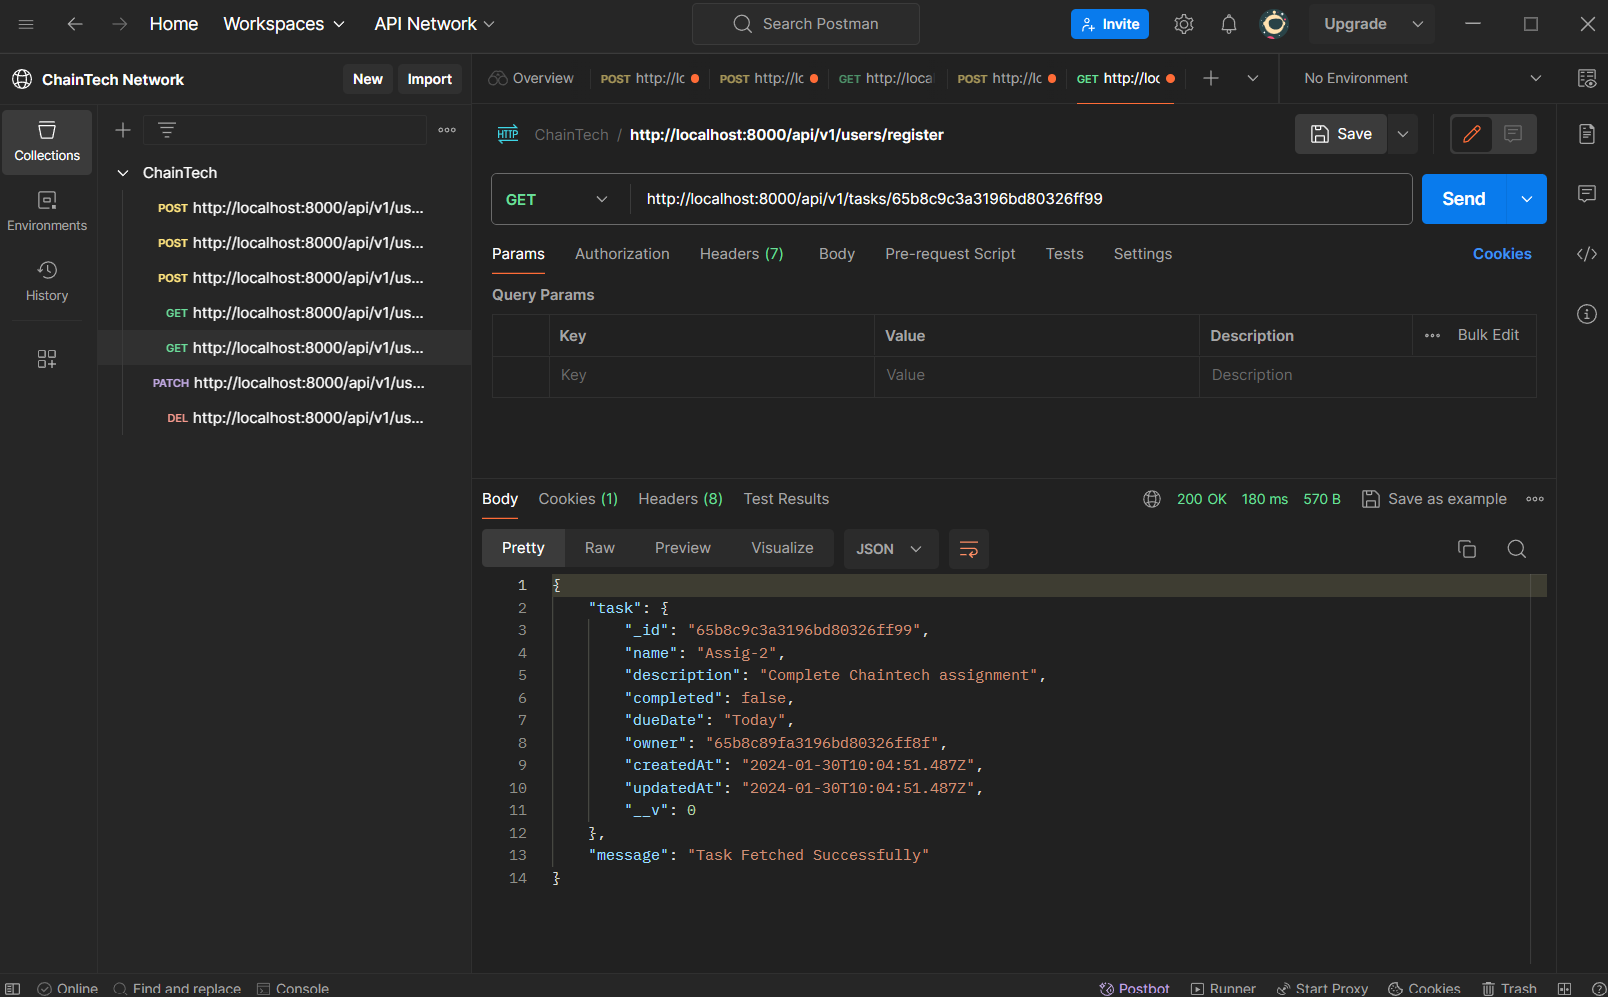 Home Workspaces API Network Search Postman Invite Upgrade
ChainTech Network New Import
Overview POST http://lc POST http://lc GET http://local POST http://lc GET http://loc No Environment
Collections
Environments
History
ChainTech
POST http://localhost:8000/api/v1/us...
POST http://localhost:8000/api/v1/us...
POST http://localhost:8000/api/v1/us...
GET http://localhost:8000/api/v1/us...
GET http://localhost:8000/api/v1/us...
PATCH http://localhost:8000/api/v1/us...
DEL http://localhost:8000/api/v1/us...
HTTP ChainTech / http://localhost:8000/api/v1/users/register Save
GET http://localhost:8000/api/v1/tasks/65b8c9c3a3196bd80326ff99 Send
Params Authorization Headers (7) Body Pre-request Script Tests Settings Cookies
Query Params
Key Value Description Bulk Edit
Key Value Description
Body Cookies (1) Headers (8) Test Results 200 OK 180 ms 570 B Save as example
Pretty Raw Preview Visualize JSON
1 {
2 "task": {
3 "_id": "65b8c9c3a3196bd80326ff99",
4 "name": "Assig-2",
5 "description": "Complete Chaintech assignment",
6 "completed": false,
7 "dueDate": "Today",
8 "owner": "65b8c89fa3196bd80326ff8f",
9 "createdAt": "2024-01-30T10:04:51.487Z",
10 "updatedAt": "2024-01-30T10:04:51.487Z",
11 "__v": 0
12 },
13 "message": "Task Fetched Successfully"
14 }
Online Find and replace Console Postbot Runner Start Proxy Cookies Trash